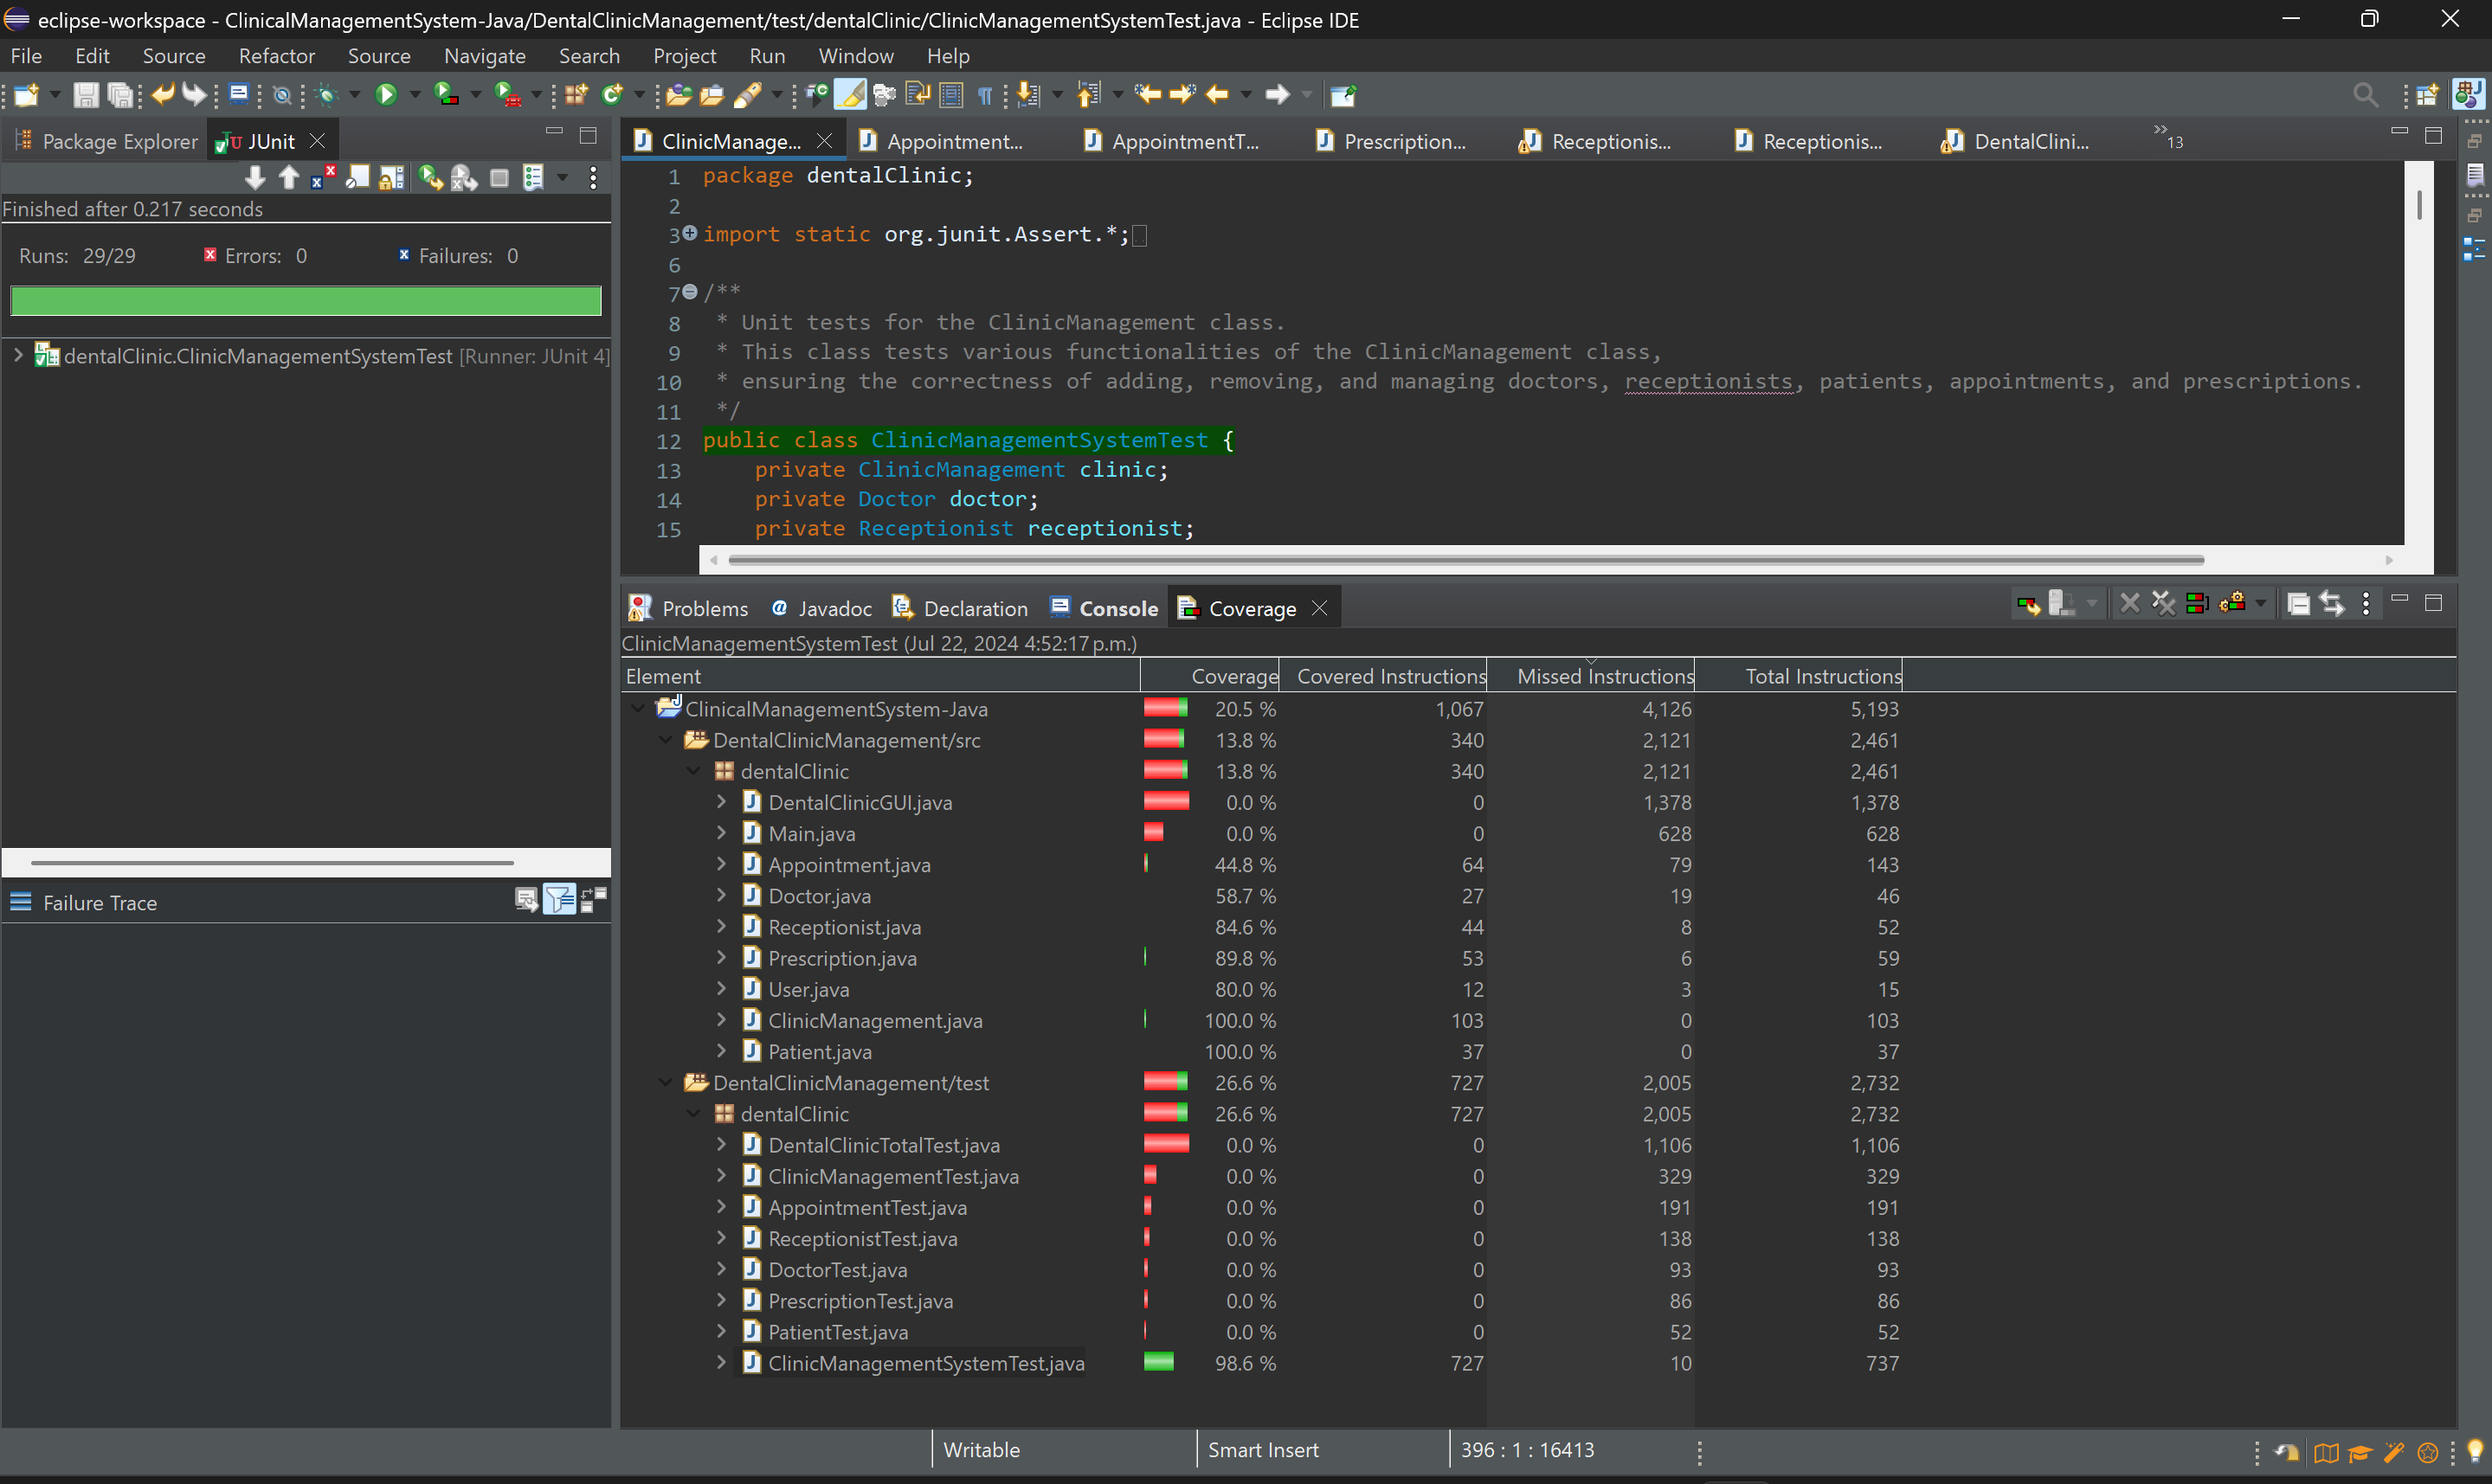 eclipse-workspace - ClinicalManagementSystem-Java/DentalClinicManagement/test/dentalClinic/ClinicManagementSystemTest.java - Eclipse IDE
File Edit Source Refactor Source Navigate Search Project Run Window Help
Package Explorer JUnit
Finished after 0.217 seconds
Runs: 29/29 Errors: 0 Failures: 0
dentalClinic.ClinicManagementSystemTest [Runner: JUnit 4]
Failure Trace
ClinicManage... Appointment... AppointmentT... Prescription... Receptionis... Receptionis... DentalClini... »13
1 package dentalClinic;
2
3 import static org.junit.Assert.*;
6
7 /**
8 * Unit tests for the ClinicManagement class.
9 * This class tests various functionalities of the ClinicManagement class,
10 * ensuring the correctness of adding, removing, and managing doctors, receptionists, patients, appointments, and prescriptions.
11 */
12 public class ClinicManagementSystemTest {
13 private ClinicManagement clinic;
14 private Doctor doctor;
15 private Receptionist receptionist;
Problems Javadoc Declaration Console Coverage
ClinicManagementSystemTest (Jul 22, 2024 4:52:17 p.m.)
Element Coverage Covered Instructions Missed Instructions Total Instructions
ClinicalManagementSystem-Java 20.5 % 1,067 4,126 5,193
DentalClinicManagement/src 13.8 % 340 2,121 2,461
dentalClinic 13.8 % 340 2,121 2,461
DentalClinicGUI.java 0.0 % 0 1,378 1,378
Main.java 0.0 % 0 628 628
Appointment.java 44.8 % 64 79 143
Doctor.java 58.7 % 27 19 46
Receptionist.java 84.6 % 44 8 52
Prescription.java 89.8 % 53 6 59
User.java 80.0 % 12 3 15
ClinicManagement.java 100.0 % 103 0 103
Patient.java 100.0 % 37 0 37
DentalClinicManagement/test 26.6 % 727 2,005 2,732
dentalClinic 26.6 % 727 2,005 2,732
DentalClinicTotalTest.java 0.0 % 0 1,106 1,106
ClinicManagementTest.java 0.0 % 0 329 329
AppointmentTest.java 0.0 % 0 191 191
ReceptionistTest.java 0.0 % 0 138 138
DoctorTest.java 0.0 % 0 93 93
PrescriptionTest.java 0.0 % 0 86 86
PatientTest.java 0.0 % 0 52 52
ClinicManagementSystemTest.java 98.6 % 727 10 737
Writable Smart Insert 396 : 1 : 16413